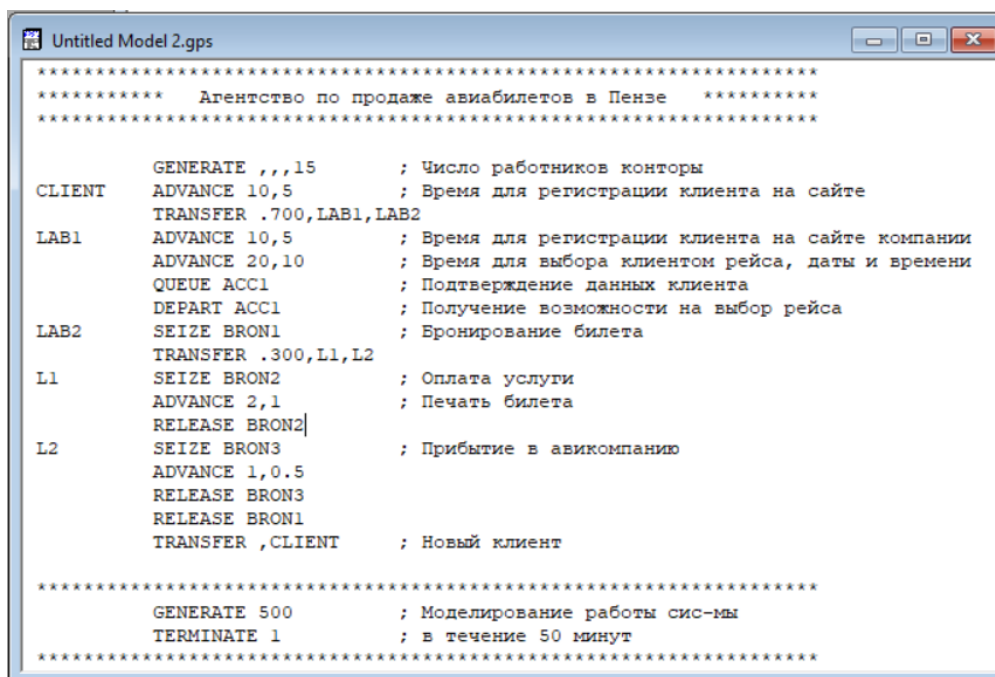 Untitled Model 2.gps
*******************************************************************
*********** Агентство по продаже авиабилетов в Пензе **********
*******************************************************************
GENERATE ,,,15 ; Число работников конторы
CLIENT ADVANCE 10,5 ; Время для регистрации клиента на сайте
TRANSFER .700,LAB1,LAB2
LAB1 ADVANCE 10,5 ; Время для регистрации клиента на сайте компании
ADVANCE 20,10 ; Время для выбора клиентом рейса, даты и времени
QUEUE ACC1 ; Подтверждение данных клиента
DEPART ACC1 ; Получение возможности на выбор рейса
LAB2 SEIZE BRON1 ; Бронирование билета
TRANSFER .300,L1,L2
L1 SEIZE BRON2 ; Оплата услуги
ADVANCE 2,1 ; Печать билета
RELEASE BRON2
L2 SEIZE BRON3 ; Прибытие в авикомпанию
ADVANCE 1,0.5
RELEASE BRON3
RELEASE BRON1
TRANSFER ,CLIENT ; Новый клиент
*******************************************************************
GENERATE 500 ; Моделирование работы сис-мы
TERMINATE 1 ; в течение 50 минут
*******************************************************************